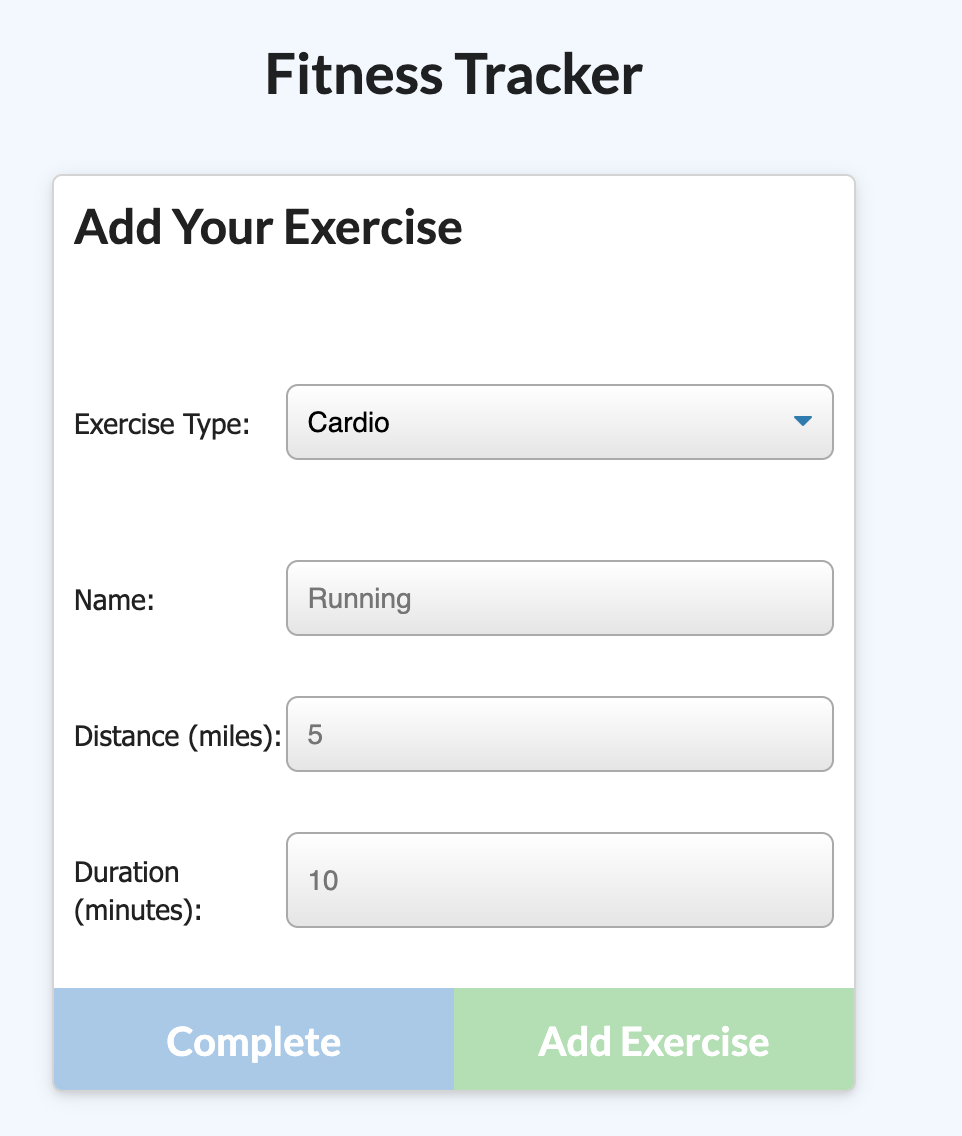 Fitness Tracker
Add Your Exercise
Exercise Type: Cardio
Name: Running
Distance (miles): 5
Duration
(minutes): 10
Complete Add Exercise